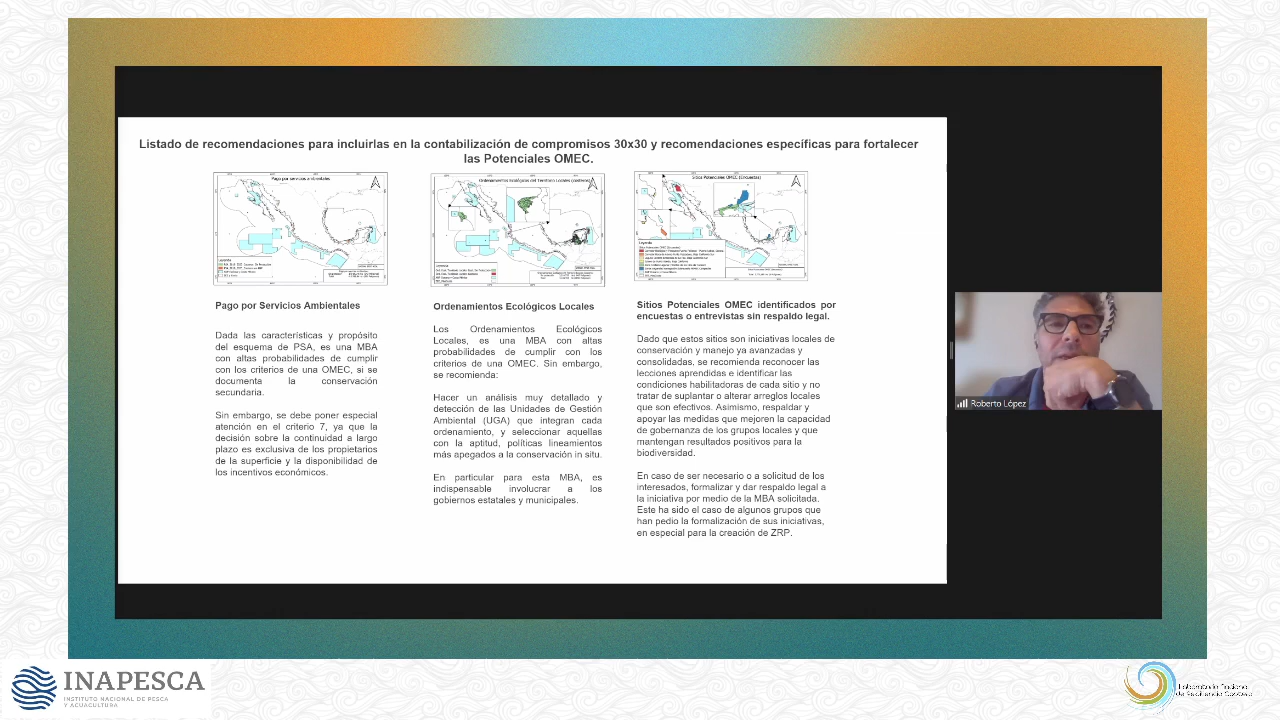 Listado de recomendaciones para incluirlas en la contabilización de compromisos 30x30 y recomendaciones específicas para fortalecer
las Potenciales OMEC.
Pago por servicios ambientales
Ordenamientos Ecológicos del Territorio Locales
Sitios Potenciales OMEC (Encuestas)
Pago por Servicios Ambientales
Dada las características y propósito
del esquema de PSA, es una MBA
con altas probabilidades de cumplir
con los criterios de una OMEC, si se
documenta la conservación
secundaria.
Sin embargo, se debe poner especial
atención en el criterio 7, ya que la
decisión sobre la continuidad a largo
plazo es exclusiva de los propietarios
de la superficie y la disponibilidad de
los incentivos económicos.
Ordenamientos Ecológicos Locales
Los Ordenamientos Ecológicos
Locales, es una MBA con altas
probabilidades de cumplir con los
criterios de una OMEC. Sin embargo,
se recomienda:
Hacer un análisis muy detallado y
detección de las Unidades de Gestión
Ambiental (UGA) que integran cada
ordenamiento, y seleccionar aquellas
con la aptitud, políticas lineamientos
más apegados a la conservación in situ.
En particular para esta MBA, es
indispensable involucrar a los
gobiernos estatales y municipales.
Sitios Potenciales OMEC identificados por
encuestas o entrevistas sin respaldo legal.
Dado que estos sitios son iniciativas locales de
conservación y manejo ya avanzadas y
consolidadas, se recomienda reconocer las
lecciones aprendidas e identificar las
condiciones habilitadoras de cada sitio y no
tratar de suplantar o alterar arreglos locales
que son efectivos. Asimismo, respaldar y
apoyar las medidas que mejoren la capacidad
de gobernanza de los grupos locales y que
mantengan resultados positivos para la
biodiversidad.
En caso de ser necesario o a solicitud de los
interesados, formalizar y dar respaldo legal a
la iniciativa por medio de la MBA solicitada.
Este ha sido el caso de algunos grupos que
han pedio la formalización de sus iniciativas,
en especial para la creación de ZRP.
Roberto López
INAPESCA
INSTITUTO NACIONAL DE PESCA
Y ACUACULTURA